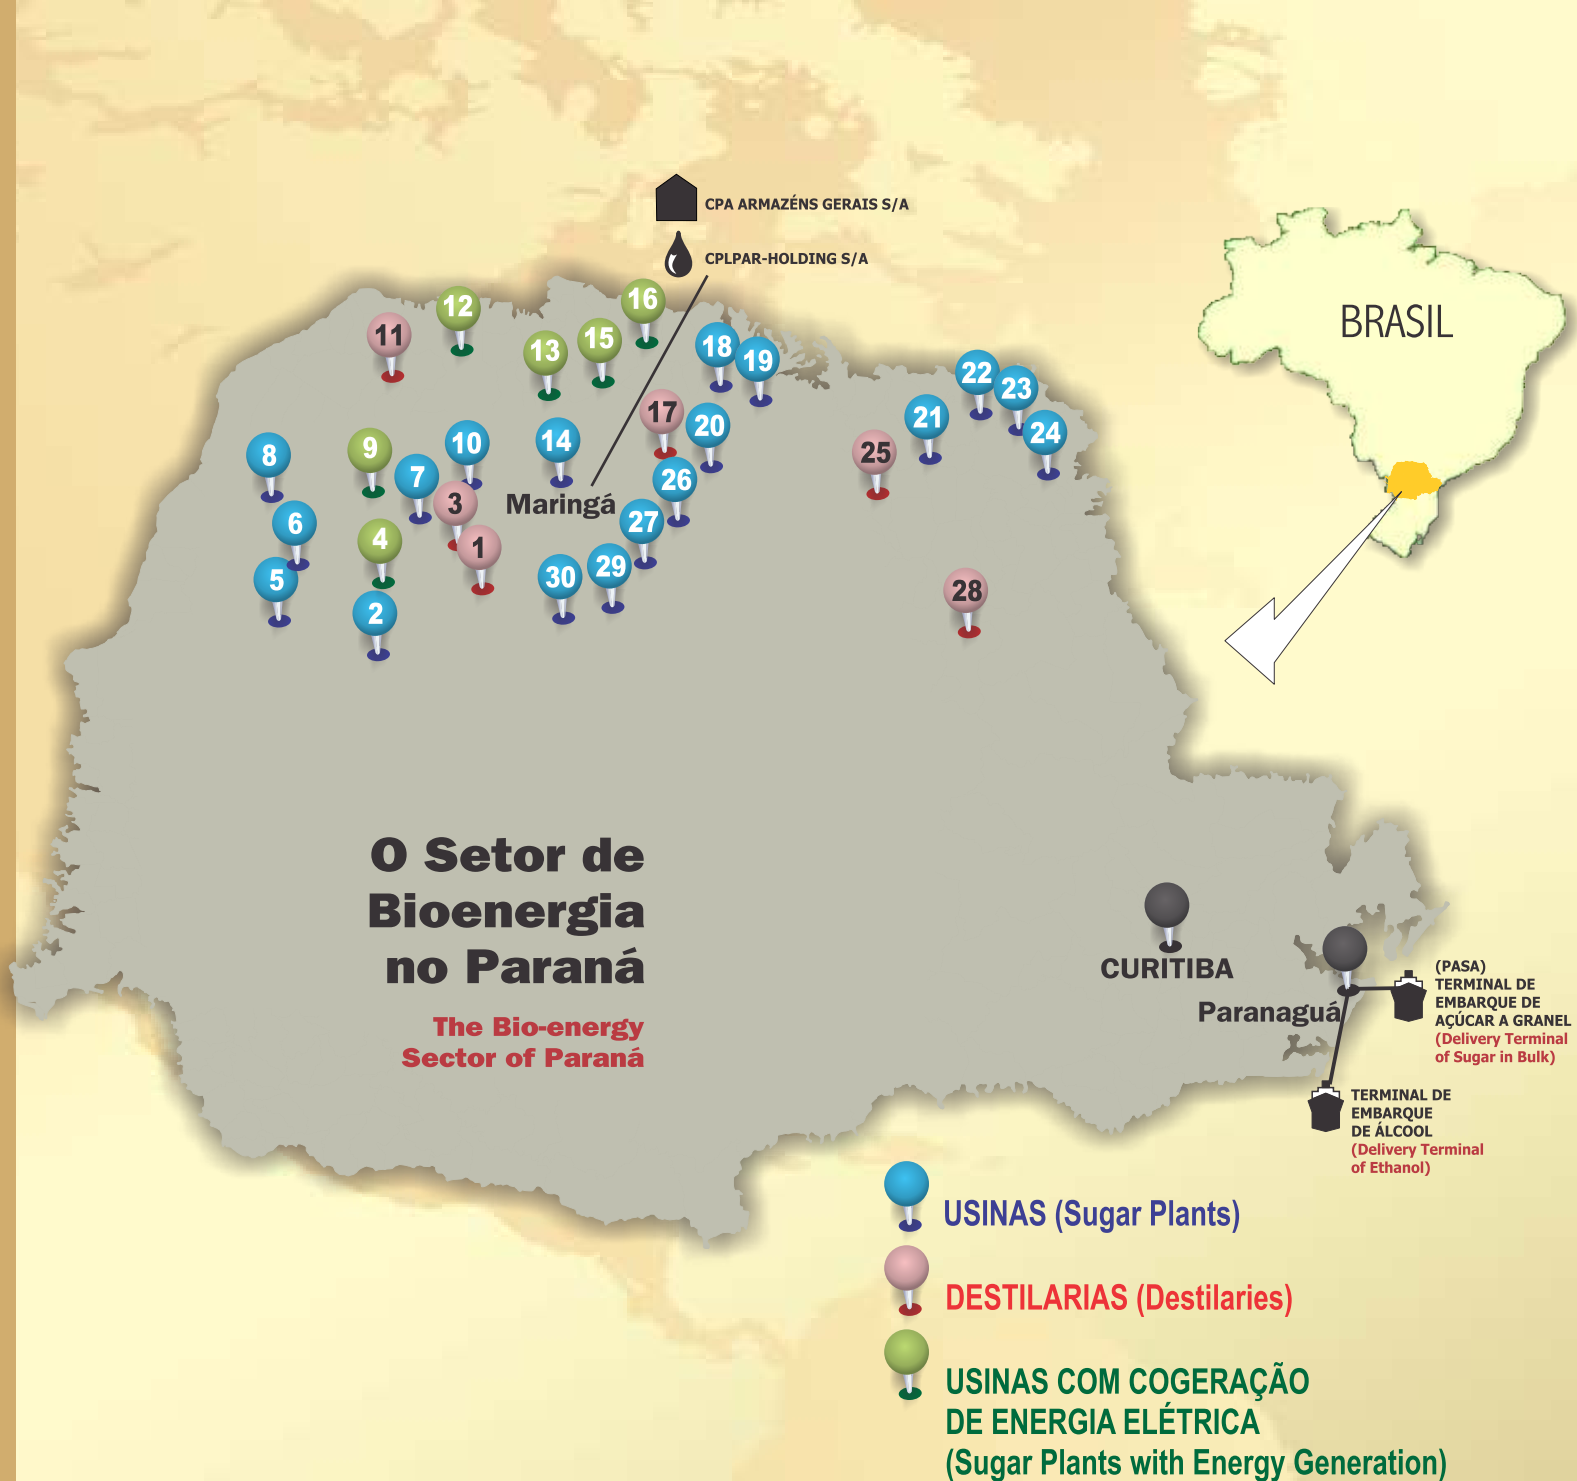 CPA ARMAZÉNS GERAIS S/A
CPLPAR-HOLDING S/A
BRASIL
16
12
11
15
13
18
19
22
23
17
20
21
24
14
10
9
8
25
7
26
3
6
Maringá
27
4
1
5
30
29
28
2
O Setor de
Bioenergia
no Paraná
The Bio-energy
Sector of Paraná
CURITIBA
Paranaguá
(PASA)
TERMINAL DE
EMBARQUE DE
AÇÚCAR A GRANEL
(Delivery Terminal
of Sugar in Bulk)
TERMINAL DE
EMBARQUE
DE ÁLCOOL
(Delivery Terminal
of Ethanol)
USINAS (Sugar Plants)
DESTILARIAS (Destilaries)
USINAS COM COGERAÇÃO
DE ENERGIA ELÉTRICA
(Sugar Plants with Energy Generation)